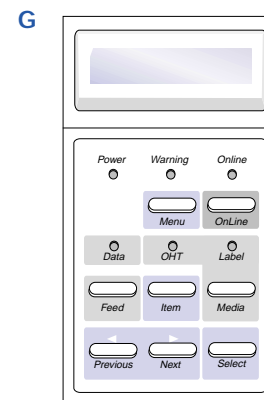 G
Power Warning Online
Menu OnLine
Data OHT Label
Feed Item Media
Previous Next Select